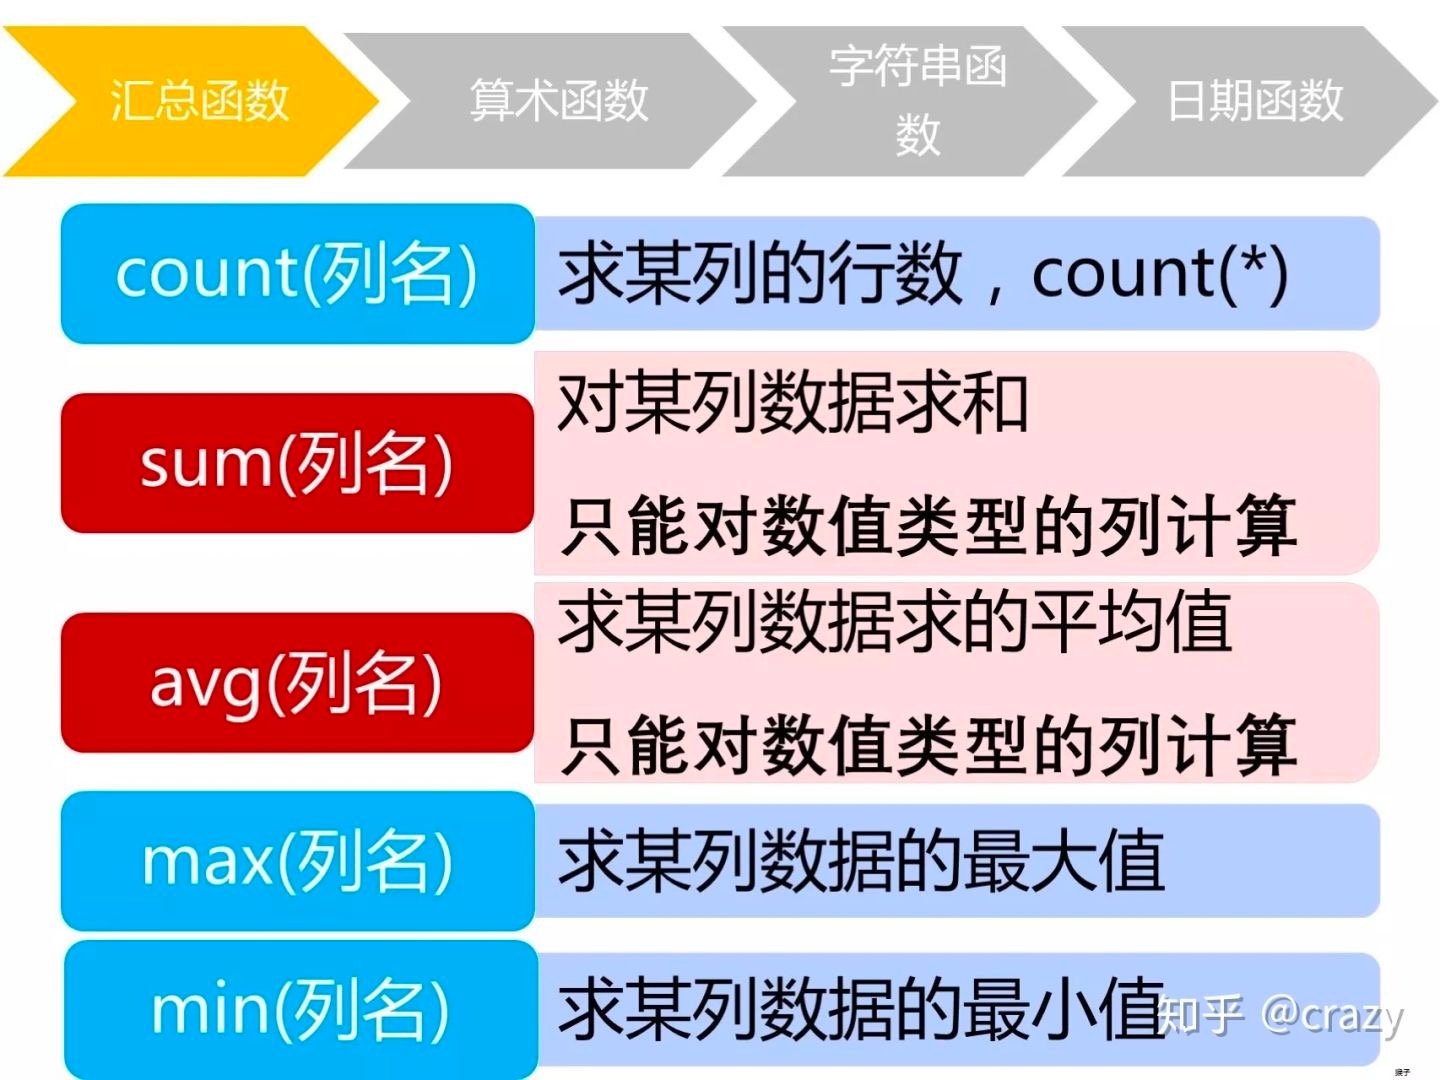 汇总函数
算术函数
字符串函
数
日期函数
count(列名)
求某列的行数，count(*)
sum(列名)
对某列数据求和
只能对数值类型的列计算
avg(列名)
求某列数据求的平均值
只能对数值类型的列计算
max(列名)
求某列数据的最大值
min(列名)
求某列数据的最小值
知乎 @crazy
猴子